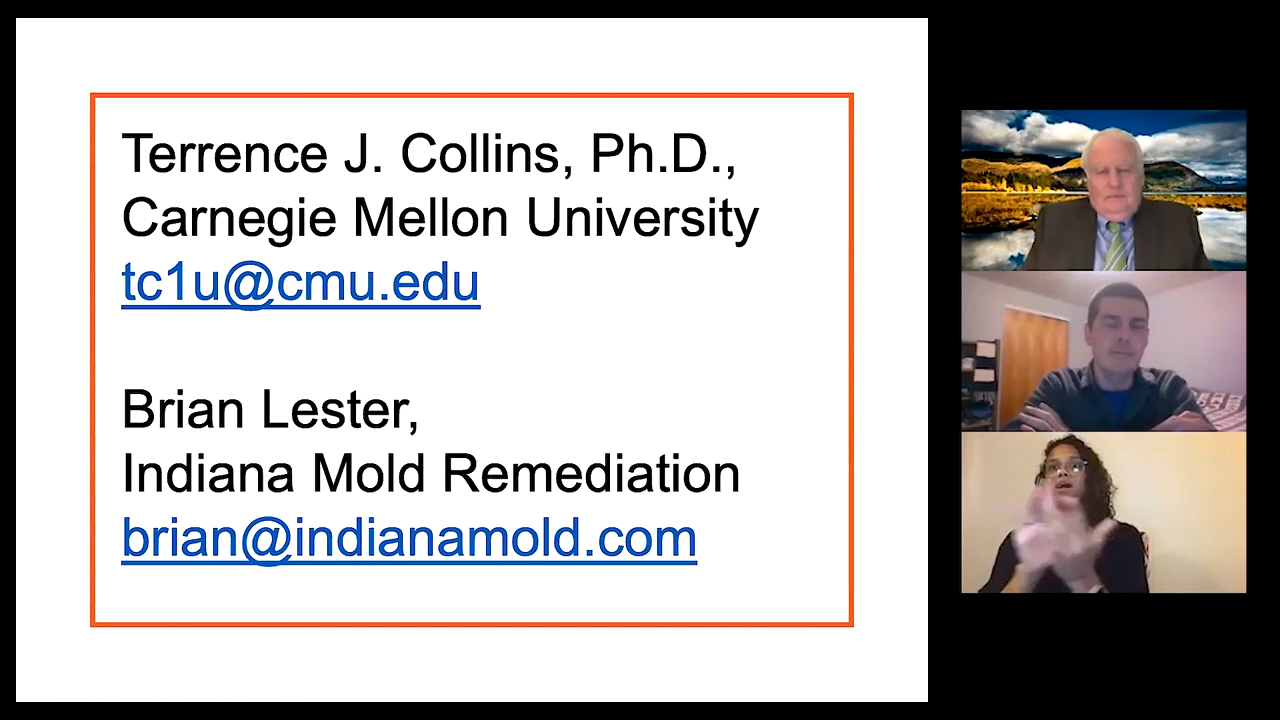 Terrence J. Collins, Ph.D.,
Carnegie Mellon University
tc1u@cmu.edu
Brian Lester,
Indiana Mold Remediation
brian@indianamold.com